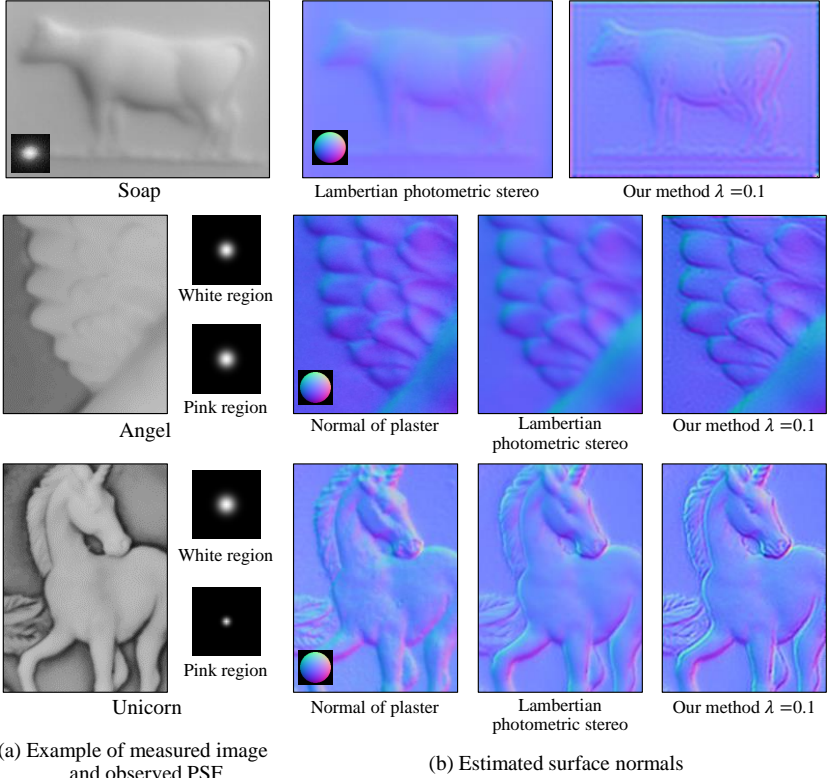 Soap
Lambertian photometric stereo
Our method λ =0.1
White region
Pink region
Angel
Normal of plaster
Lambertian
photometric stereo
Our method λ =0.1
White region
Pink region
Unicorn
Normal of plaster
Lambertian
photometric stereo
Our method λ =0.1
a) Example of measured image
and observed PSF
(b) Estimated surface normals